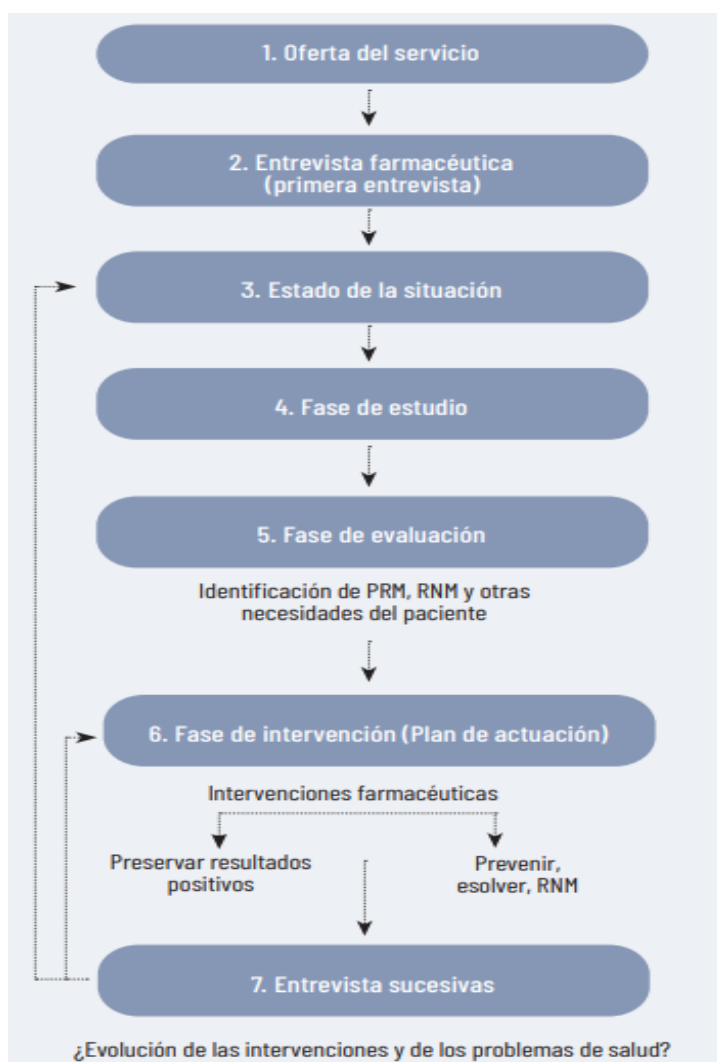 1. Oferta del servicio
2. Entrevista farmacéutica
(primera entrevista)
3. Estado de la situación
4. Fase de estudio
5. Fase de evaluación
Identificación de PRM, RNM y otras
necesidades del paciente
6. Fase de intervención (Plan de actuación)
Intervenciones farmacéuticas
Preservar resultados
positivos
Prevenir,
esolver, RNM
7. Entrevista sucesivas
¿Evolución de las intervenciones y de los problemas de salud?